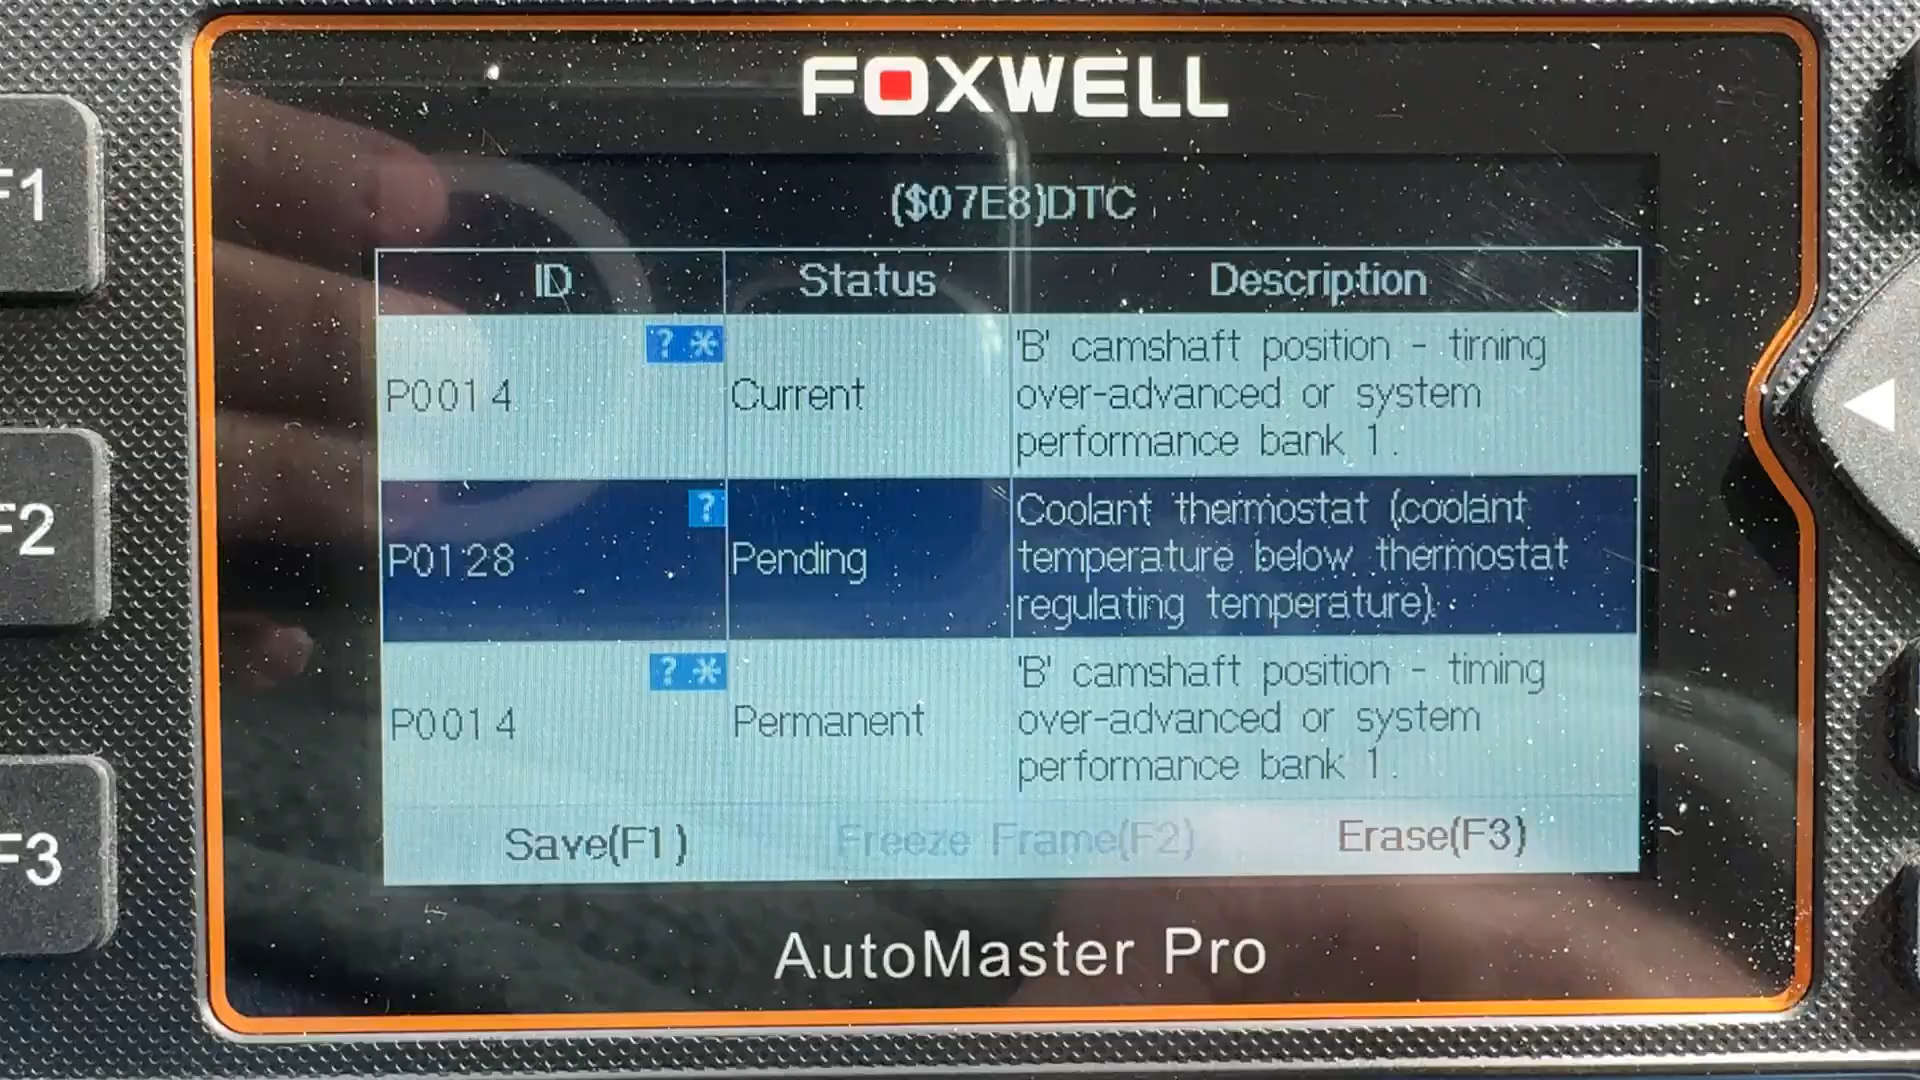 FOXWELL
($07E8)DTC
ID Status Description
? *
P0014 Current 'B' camshaft position - timing
over-advanced or system
performance bank 1.
?
P0128 Pending Coolant thermostat (coolant
temperature below thermostat
regulating temperature).
? *
P0014 Permanent 'B' camshaft position - timing
over-advanced or system
performance bank 1.
Save(F1) Freeze Frame(F2) Erase(F3)
AutoMaster Pro
F1
F2
F3